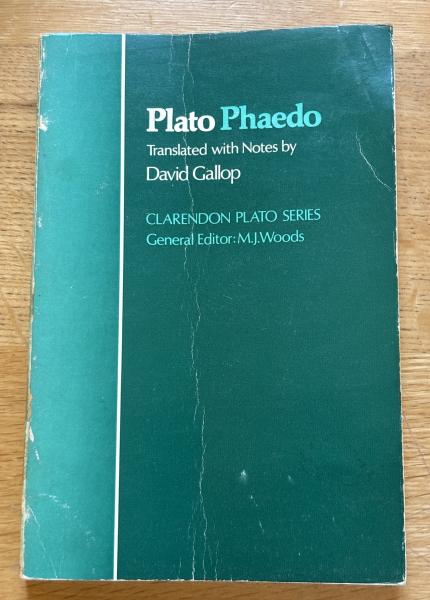 Plato Phaedo
Translated with Notes by
David Gallop
CLARENDON PLATO SERIES
General Editor: M.J.Woods